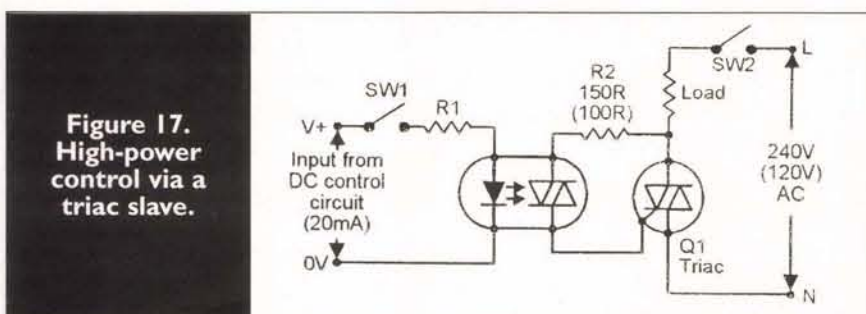 Figure 17.
High-power
control via a
triac slave.
SW1
R1
V+
Input from
DC control
circuit
(20mA)
0V
R2
150R
(100R)
Load
SW2
L
240V
(120V)
AC
Q1
Triac
N